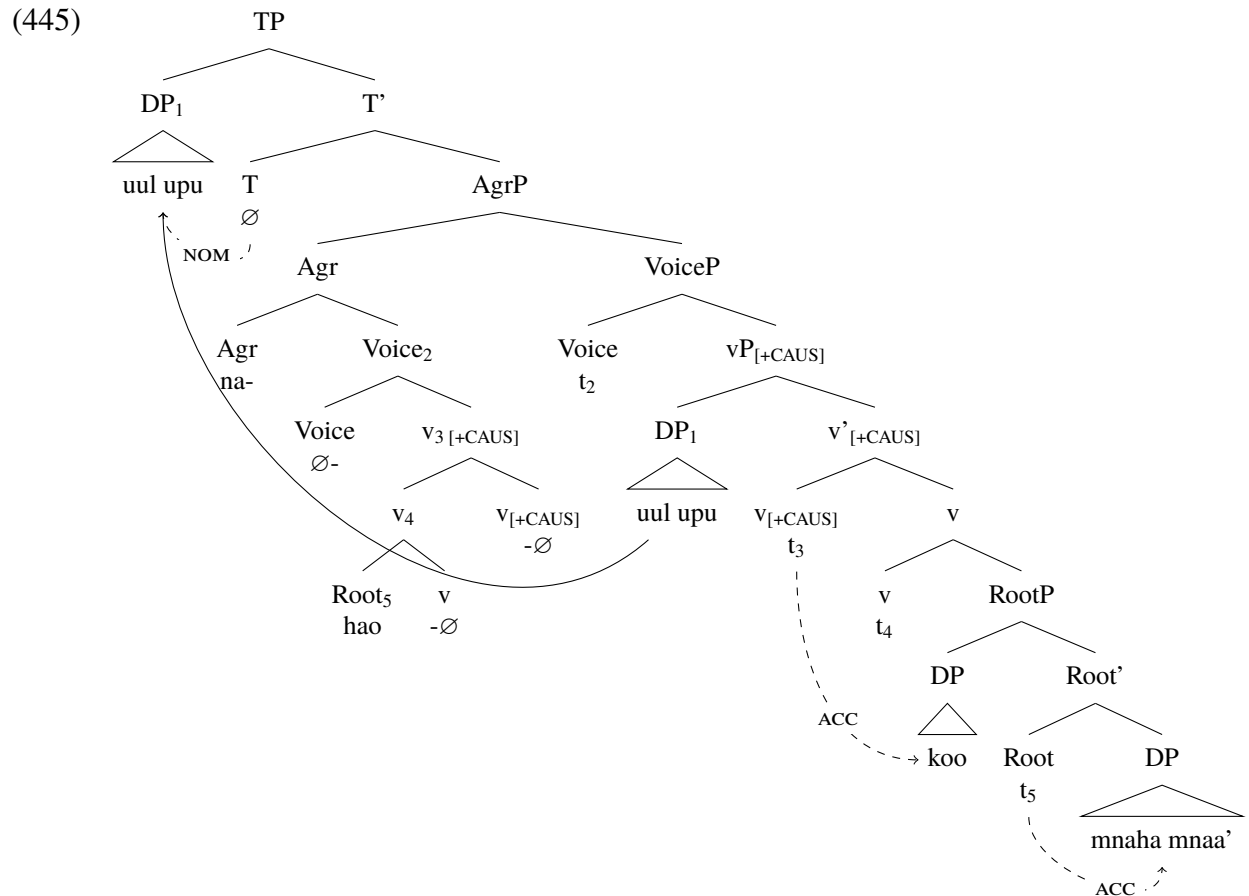 (445) TP
DP₁ T’
uul upu T AgrP
∅
NOM
Agr VoiceP
Agr Voice₂ Voice vP[+CAUS]
na- t₂
Voice v₃ [+CAUS] DP₁ v’[+CAUS]
∅-
v₄ v[+CAUS] uul upu v[+CAUS] v
-∅ t₃
Root₅ v v RootP
hao -∅ t₄
DP Root’
ACC
koo Root DP
t₅
mnaha mnaa’
ACC